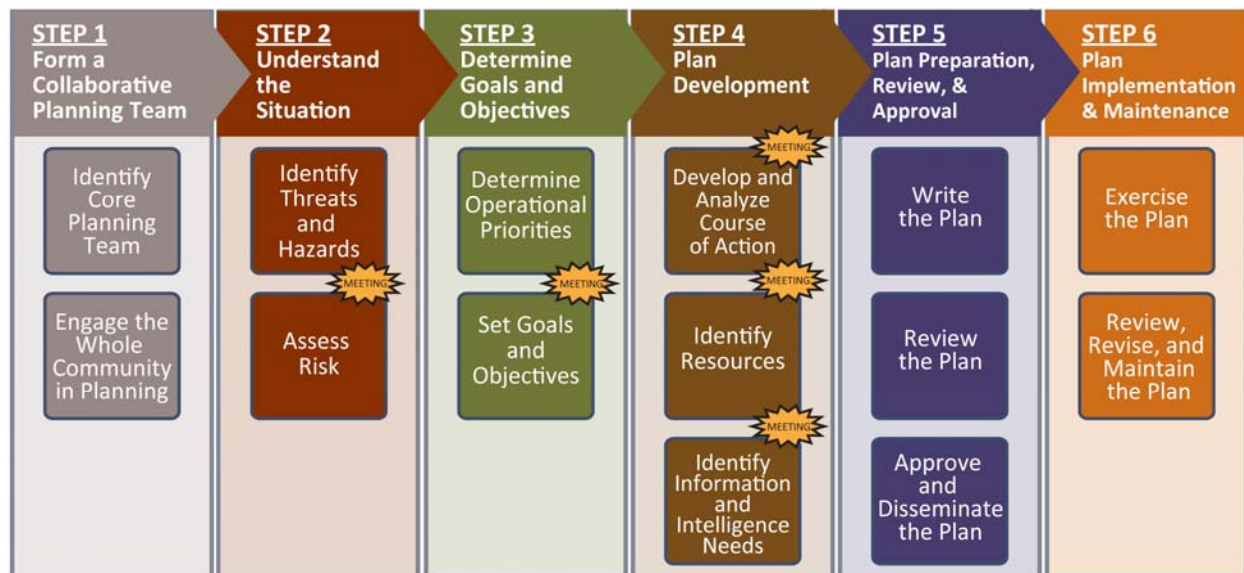 STEP 1
Form a
Collaborative
Planning Team
Identify
Core
Planning
Team
Engage the
Whole
Community
in Planning
STEP 2
Understand
the
Situation
Identify
Threats
and
Hazards
MEETING
Assess
Risk
STEP 3
Determine
Goals and
Objectives
Determine
Operational
Priorities
MEETING
Set Goals
and
Objectives
STEP 4
Plan
Development
MEETING
Develop and
Analyze
Course
of Action
MEETING
Identify
Resources
MEETING
Identify
Information
and
Intelligence
Needs
STEP 5
Plan Preparation,
Review, &
Approval
Write
the Plan
Review
the Plan
Approve
and
Disseminate
the Plan
STEP 6
Plan
Implementation
& Maintenance
Exercise
the Plan
Review,
Revise, and
Maintain
the Plan